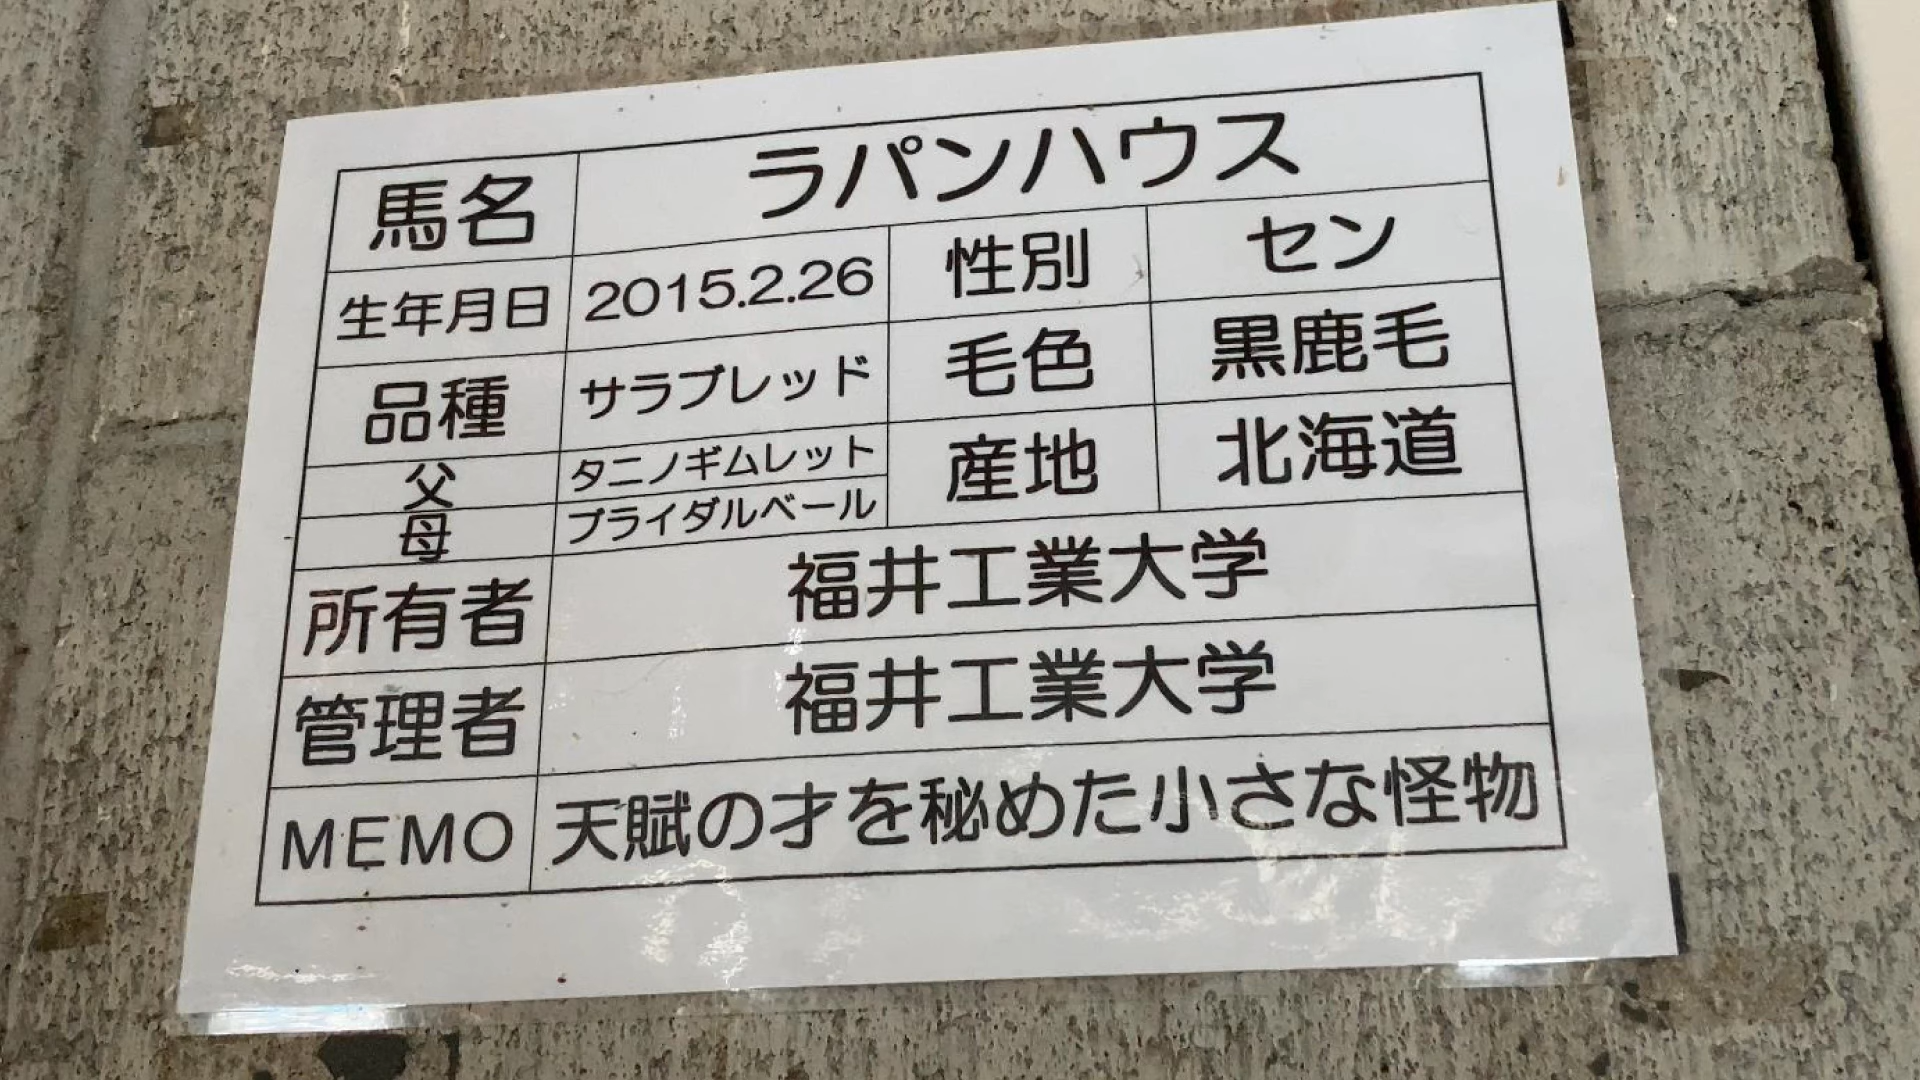 馬名 ラパンハウス
生年月日 2015.2.26 性別 セン
品種 サラブレッド 毛色 黒鹿毛
父 タニノギムレット 産地 北海道
母 ブライダルベール
所有者 福井工業大学
管理者 福井工業大学
MEMO 天賦の才を秘めた小さな怪物